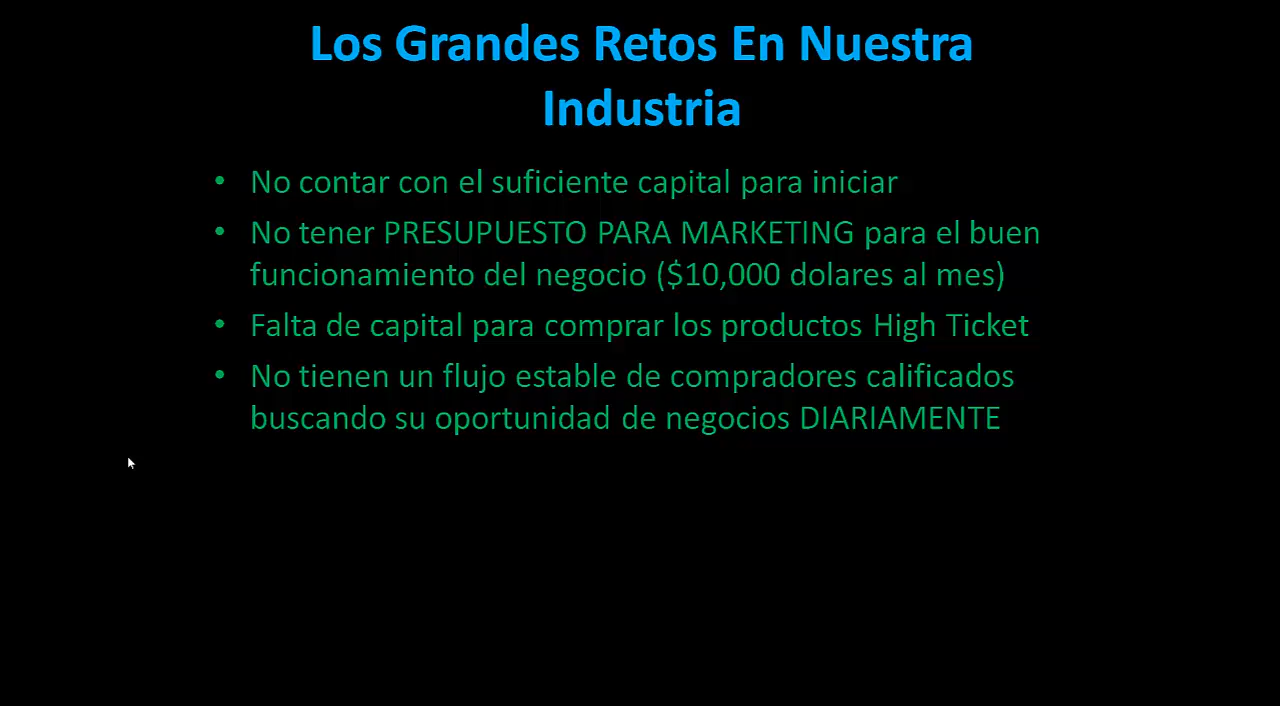 Los Grandes Retos En Nuestra
Industria
• No contar con el suficiente capital para iniciar
• No tener PRESUPUESTO PARA MARKETING para el buen
funcionamiento del negocio ($10,000 dolares al mes)
• Falta de capital para comprar los productos High Ticket
• No tienen un flujo estable de compradores calificados
buscando su oportunidad de negocios DIARIAMENTE